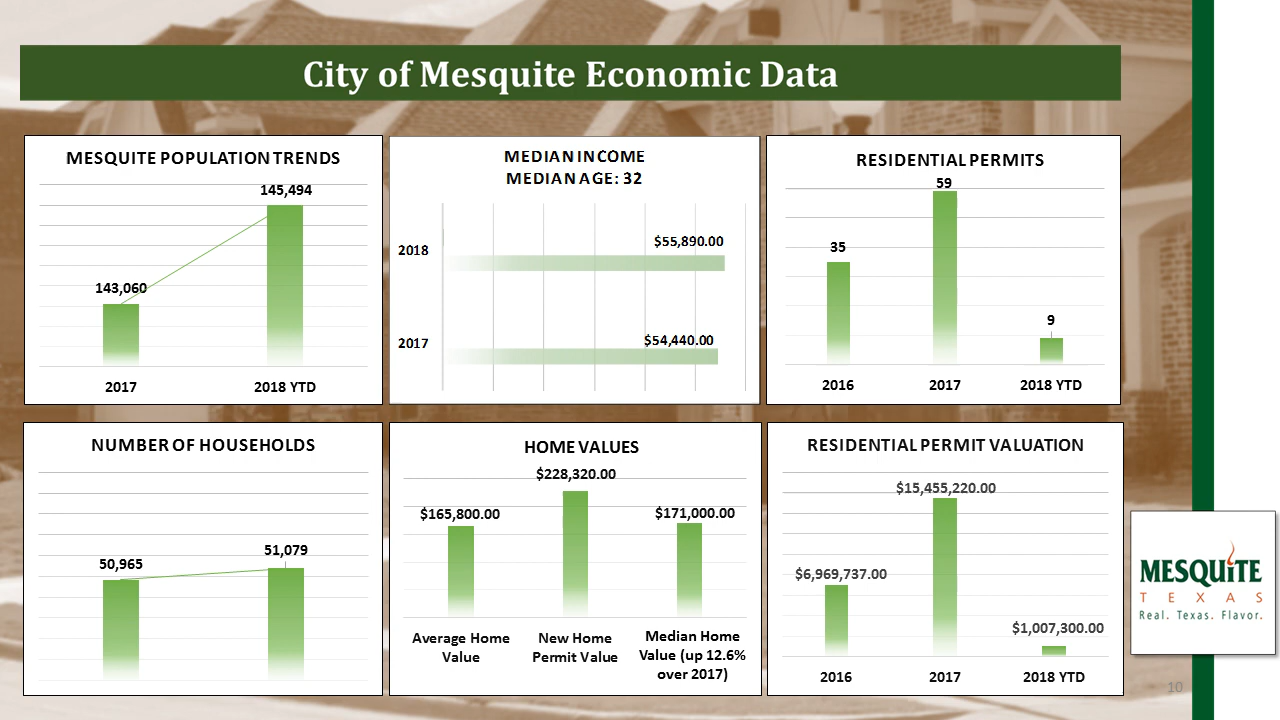 City of Mesquite Economic Data
MESQUITE POPULATION TRENDS
145,494
143,060
2017
2018 YTD
MEDIAN INCOME
MEDIAN AGE: 32
2018
$55,890.00
2017
$54,440.00
RESIDENTIAL PERMITS
59
35
9
2016
2017
2018 YTD
NUMBER OF HOUSEHOLDS
50,965
51,079
HOME VALUES
$228,320.00
$165,800.00
$171,000.00
Average Home
Value
New Home
Permit Value
Median Home
Value (up 12.6%
over 2017)
RESIDENTIAL PERMIT VALUATION
$15,455,220.00
$6,969,737.00
$1,007,300.00
2016
2017
2018 YTD
MESQUiTE
TEXAS
Real. Texas. Flavor.
10